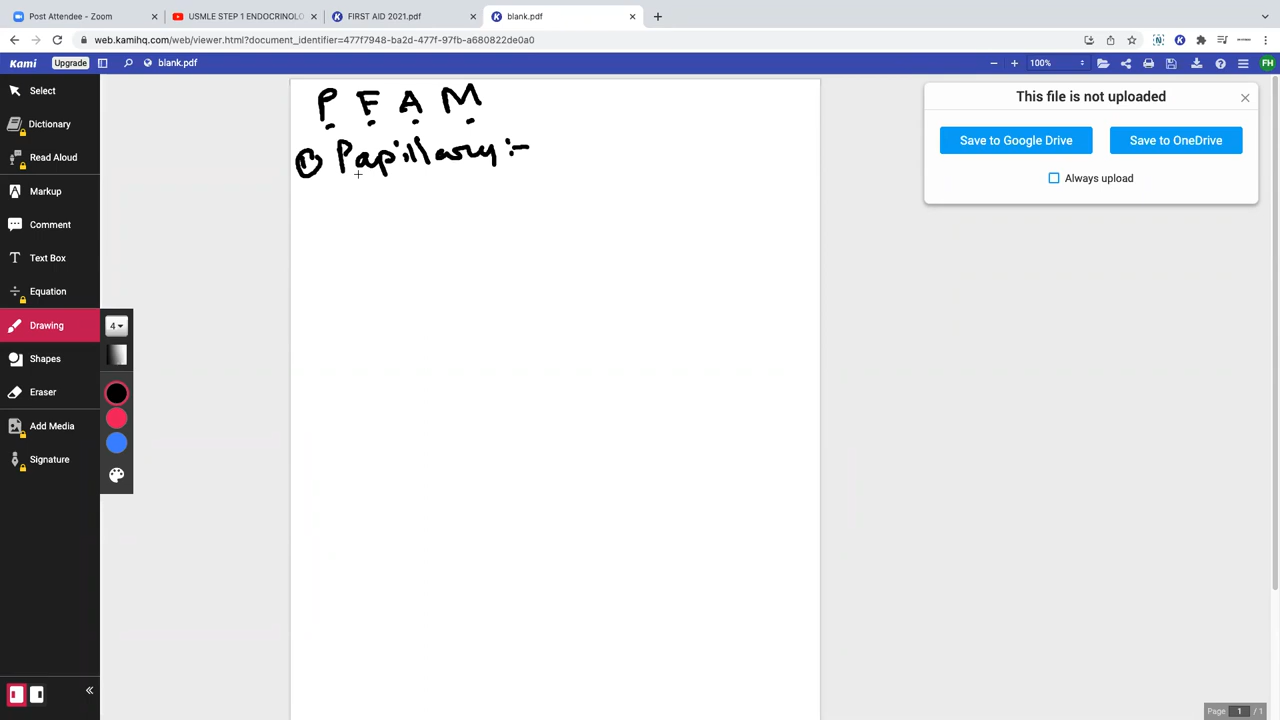 Post Attendee - Zoom
USMLE STEP 1 ENDOCRINOLO
FIRST AID 2021.pdf
blank.pdf
web.kamihq.com/web/viewer.html?document_identifier=477f7948-ba2d-477f-97fb-a680822de0a0
Kami Upgrade blank.pdf 100% FH
Select
Dictionary
Read Aloud
Markup
Comment
Text Box
Equation
Drawing
Shapes
Eraser
Add Media
Signature
4
P F A M
① Papillary :-
This file is not uploaded
Save to Google Drive Save to OneDrive
Always upload
Page 1 / 1